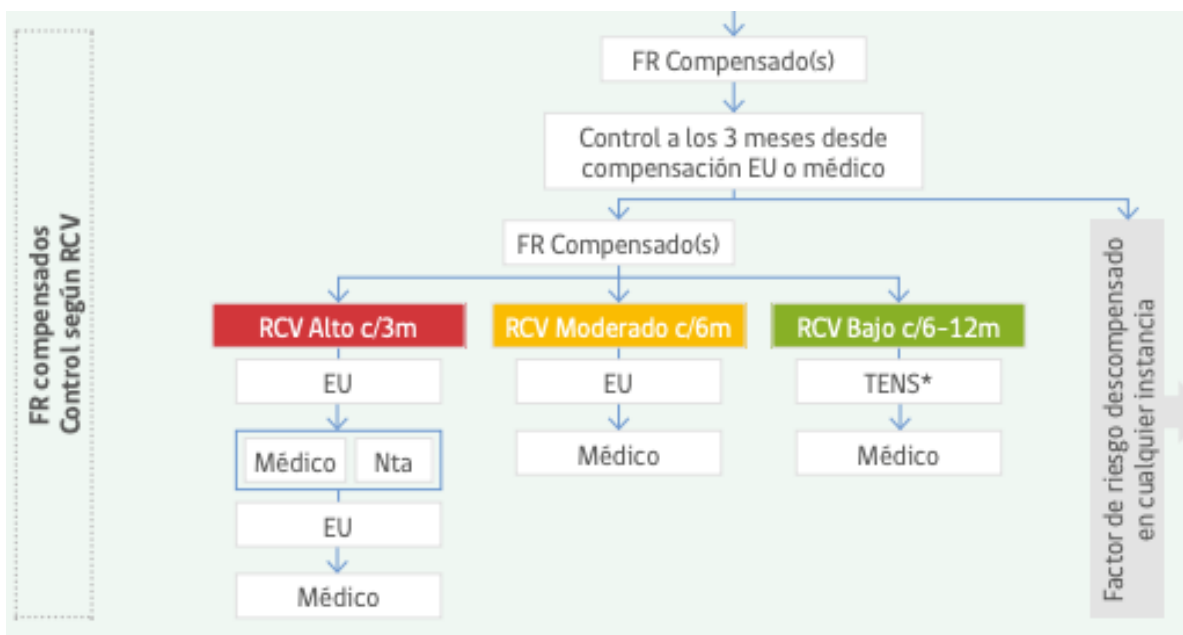 FR compensados
Control según RCV
FR Compensado(s)
Control a los 3 meses desde
compensación EU o médico
FR Compensado(s)
RCV Alto c/3m
RCV Moderado c/6m
RCV Bajo c/6-12m
EU
EU
TENS*
Médico
Nta
Médico
Médico
EU
Médico
Factor de riesgo descompensado
en cualquier instancia